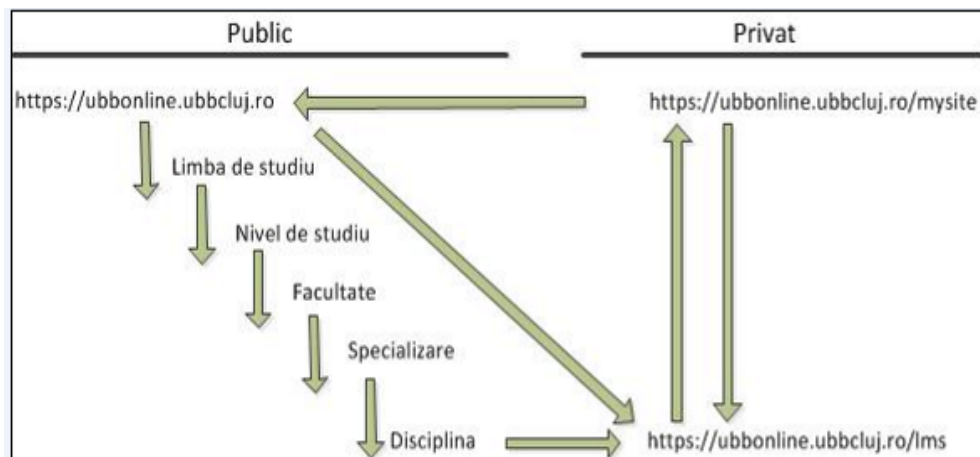 Public Privat
https://ubbonline.ubbcluj.ro https://ubbonline.ubbcluj.ro/mysite
Limba de studiu
Nivel de studiu
Facultate
Specializare
Disciplina https://ubbonline.ubbcluj.ro/lms